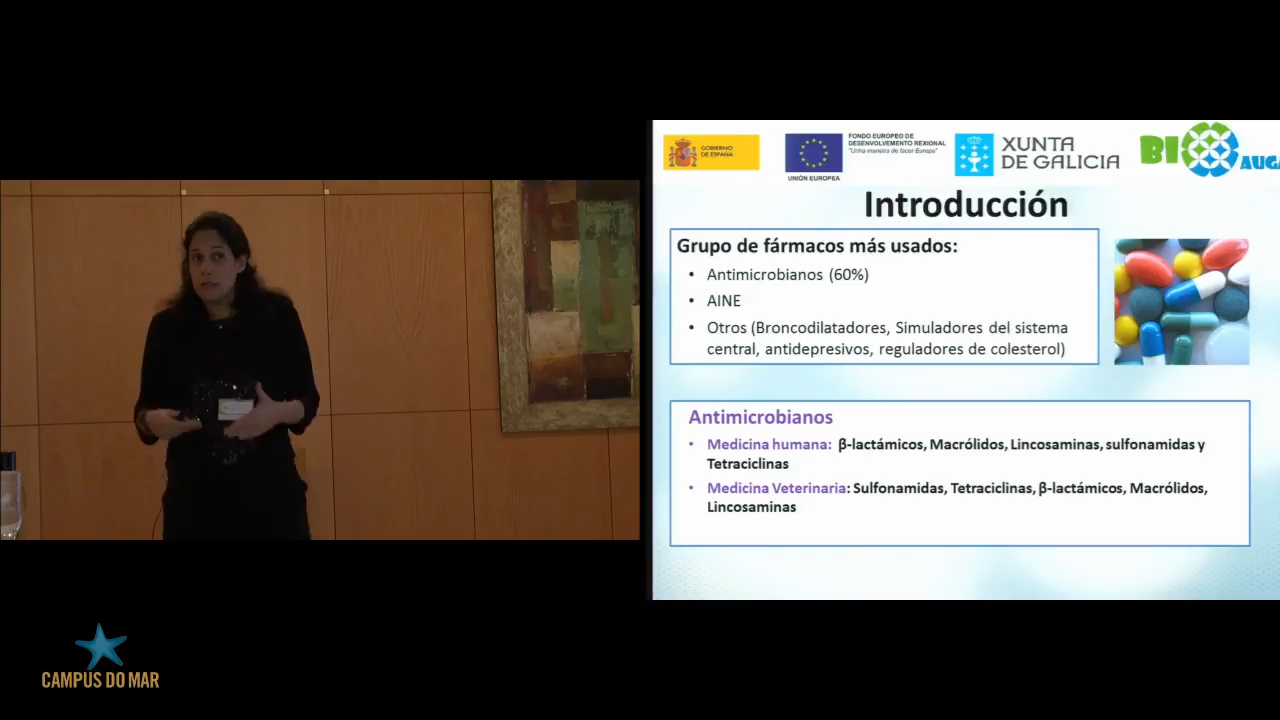 GOBIERNO
DE ESPAÑA
UNIÓN EUROPEA
FONDO EUROPEO DE
DESENVOLVEMENTO REXIONAL
"Unha maneira de facer Europa"
XUNTA
DE GALICIA
BI
AUGA
Introducción
Grupo de fármacos más usados:
• Antimicrobianos (60%)
• AINE
• Otros (Broncodilatadores, Simuladores del sistema
central, antidepresivos, reguladores de colesterol)
Antimicrobianos
• Medicina humana: β-lactámicos, Macrólidos, Lincosaminas, sulfonamidas y
Tetraciclinas
• Medicina Veterinaria: Sulfonamidas, Tetraciclinas, β-lactámicos, Macrólidos,
Lincosaminas
CAMPUS DO MAR